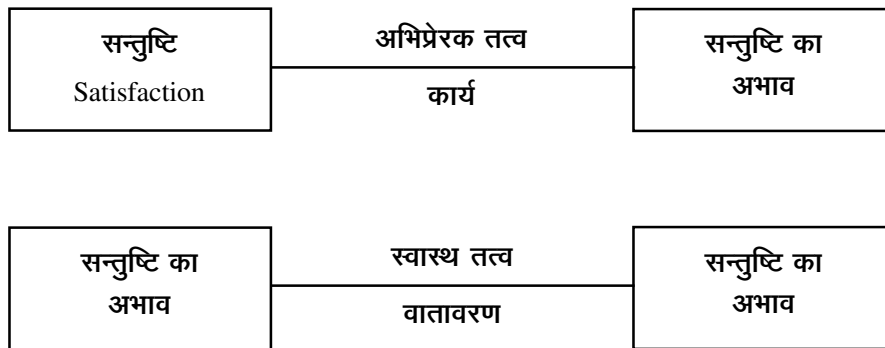 सन्तुष्टि
Satisfaction
अभिप्रेरक तत्व
कार्य
सन्तुष्टि का
अभाव
सन्तुष्टि का
अभाव
स्वास्थ तत्व
वातावरण
सन्तुष्टि का
अभाव